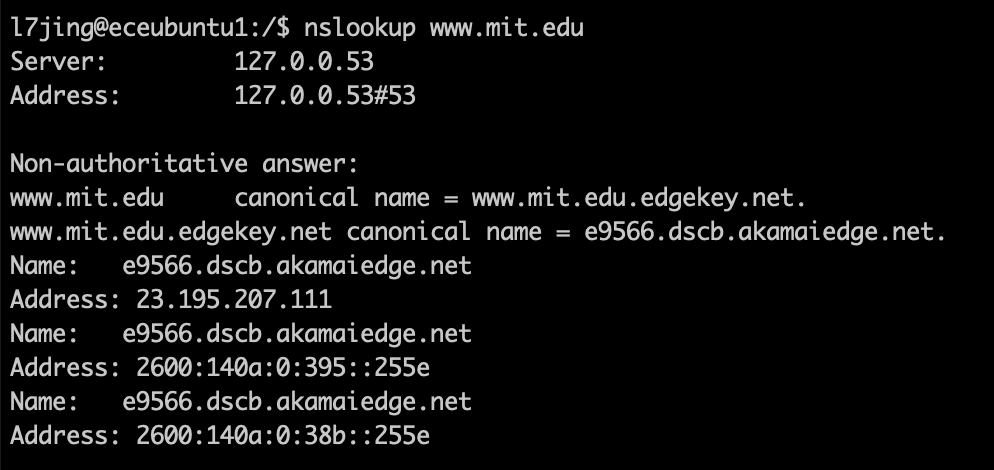 l7jing@eceubuntu1:/$ nslookup www.mit.edu
Server:         127.0.0.53
Address:        127.0.0.53#53

Non-authoritative answer:
www.mit.edu     canonical name = www.mit.edu.edgekey.net.
www.mit.edu.edgekey.net canonical name = e9566.dscb.akamaiedge.net.
Name:   e9566.dscb.akamaiedge.net
Address: 23.195.207.111
Name:   e9566.dscb.akamaiedge.net
Address: 2600:140a:0:395::255e
Name:   e9566.dscb.akamaiedge.net
Address: 2600:140a:0:38b::255e